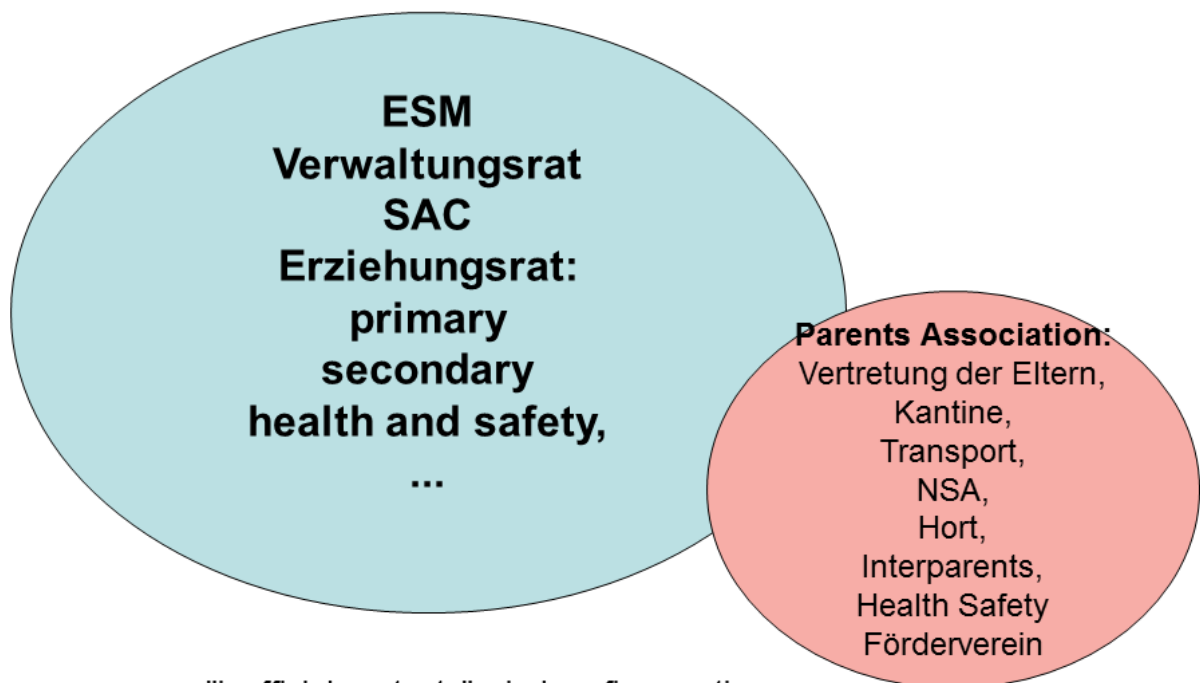 ESM
Verwaltungsrat
SAC
Erziehungsrat:
primary
secondary
health and safety,
...
Parents Association:
Vertretung der Eltern,
Kantine,
Transport,
NSA,
Hort,
Interparents,
Health Safety
Förderverein